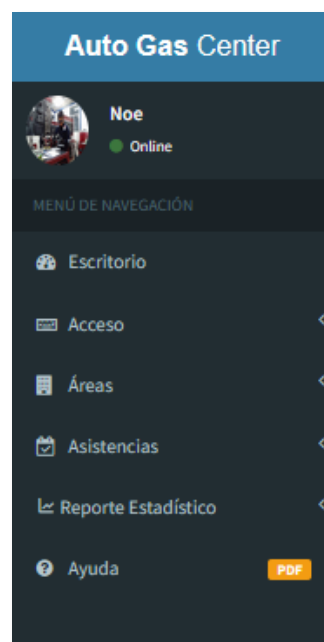 Auto Gas Center
Noe
Online
MENÚ DE NAVEGACIÓN
Escritorio
Acceso
Áreas
Asistencias
Reporte Estadístico
Ayuda PDF